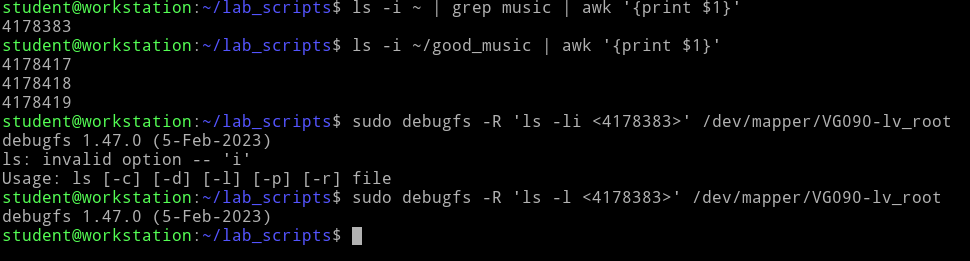 student@workstation:~/lab_scripts$ ls -i ~ | grep music | awk '{print $1}'
4178383
student@workstation:~/lab_scripts$ ls -i ~/good_music | awk '{print $1}'
4178417
4178418
4178419
student@workstation:~/lab_scripts$ sudo debugfs -R 'ls -li <4178383>' /dev/mapper/VG090-lv_root
debugfs 1.47.0 (5-Feb-2023)
ls: invalid option -- 'i'
Usage: ls [-c] [-d] [-l] [-p] [-r] file
student@workstation:~/lab_scripts$ sudo debugfs -R 'ls -l <4178383>' /dev/mapper/VG090-lv_root
debugfs 1.47.0 (5-Feb-2023)
student@workstation:~/lab_scripts$